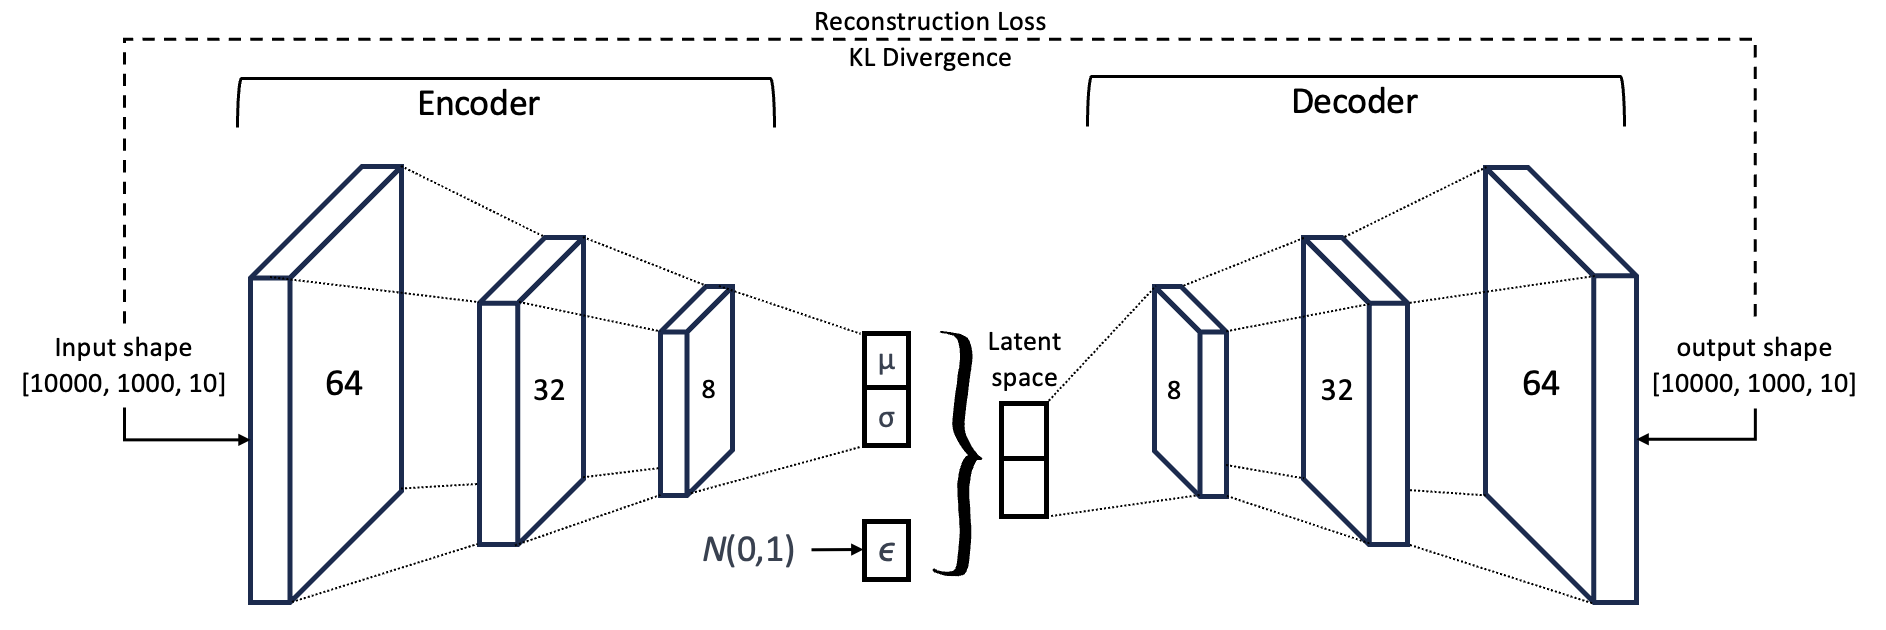 Reconstruction Loss
KL Divergence
Encoder
Decoder
Input shape
[10000, 1000, 10]
64
32
8
μ
σ
N(0,1)
ϵ
Latent
space
8
32
64
output shape
[10000, 1000, 10]